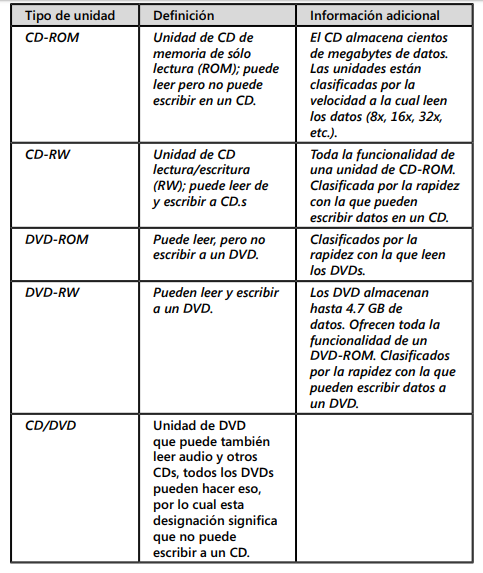 Tipo de unidad
Definición
Información adicional
CD-ROM
Unidad de CD de
memoria de sólo
lectura (ROM); puede
leer pero no puede
escribir en un CD.
El CD almacena cientos
de megabytes de datos.
Las unidades están
clasificadas por la
velocidad a la cual leen
los datos (8x, 16x, 32x,
etc.).
CD-RW
Unidad de CD
lectura/escritura
(RW); puede leer de
y escribir a CD.s
Toda la funcionalidad de
una unidad de CD-ROM.
Clasificada por la rapidez
con la que pueden
escribir datos en un CD.
DVD-ROM
Puede leer, pero no
escribir a un DVD.
Clasificados por la
rapidez con la que leen
los DVDs.
DVD-RW
Pueden leer y escribir
a un DVD.
Los DVD almacenan
hasta 4.7 GB de
datos. Ofrecen toda la
funcionalidad de un
DVD-ROM. Clasificados
por la rapidez con la que
pueden escribir datos a
un DVD.
CD/DVD
Unidad de DVD
que puede también
leer audio y otros
CDs, todos los DVDs
pueden hacer eso,
por lo cual esta
designación significa
que no puede
escribir a un CD.